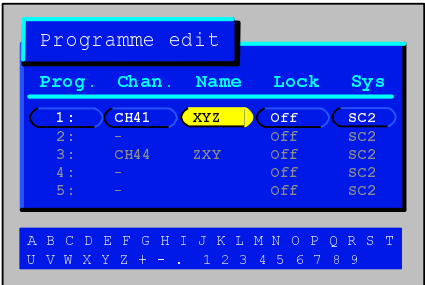 Programme edit
Prog. Chan. Name Lock Sys
1: CH41 XYZ Off SC2
2: - Off SC2
3: CH44 ZXY Off SC2
4: - Off SC2
5: - Off SC2
A B C D E F G H I J K L M N O P Q R S T
U V W X Y Z + - . 1 2 3 4 5 6 7 8 9